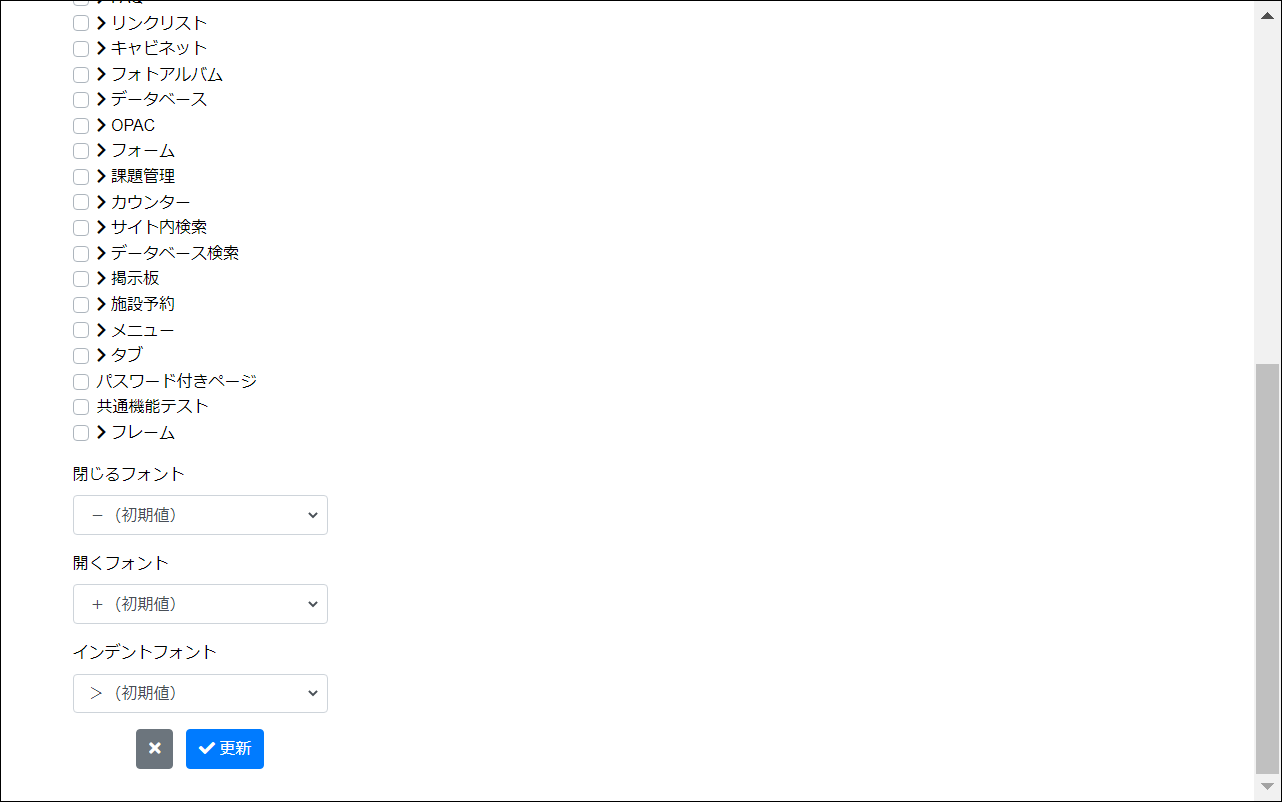 リンクリスト
キャビネット
フォトアルバム
データベース
OPAC
フォーム
課題管理
カウンター
サイト内検索
データベース検索
掲示板
施設予約
メニュー
タブ
パスワード付きページ
共通機能テスト
フレーム
閉じるフォント
－（初期値）
開くフォント
＋（初期値）
インデントフォント
＞（初期値）
更新